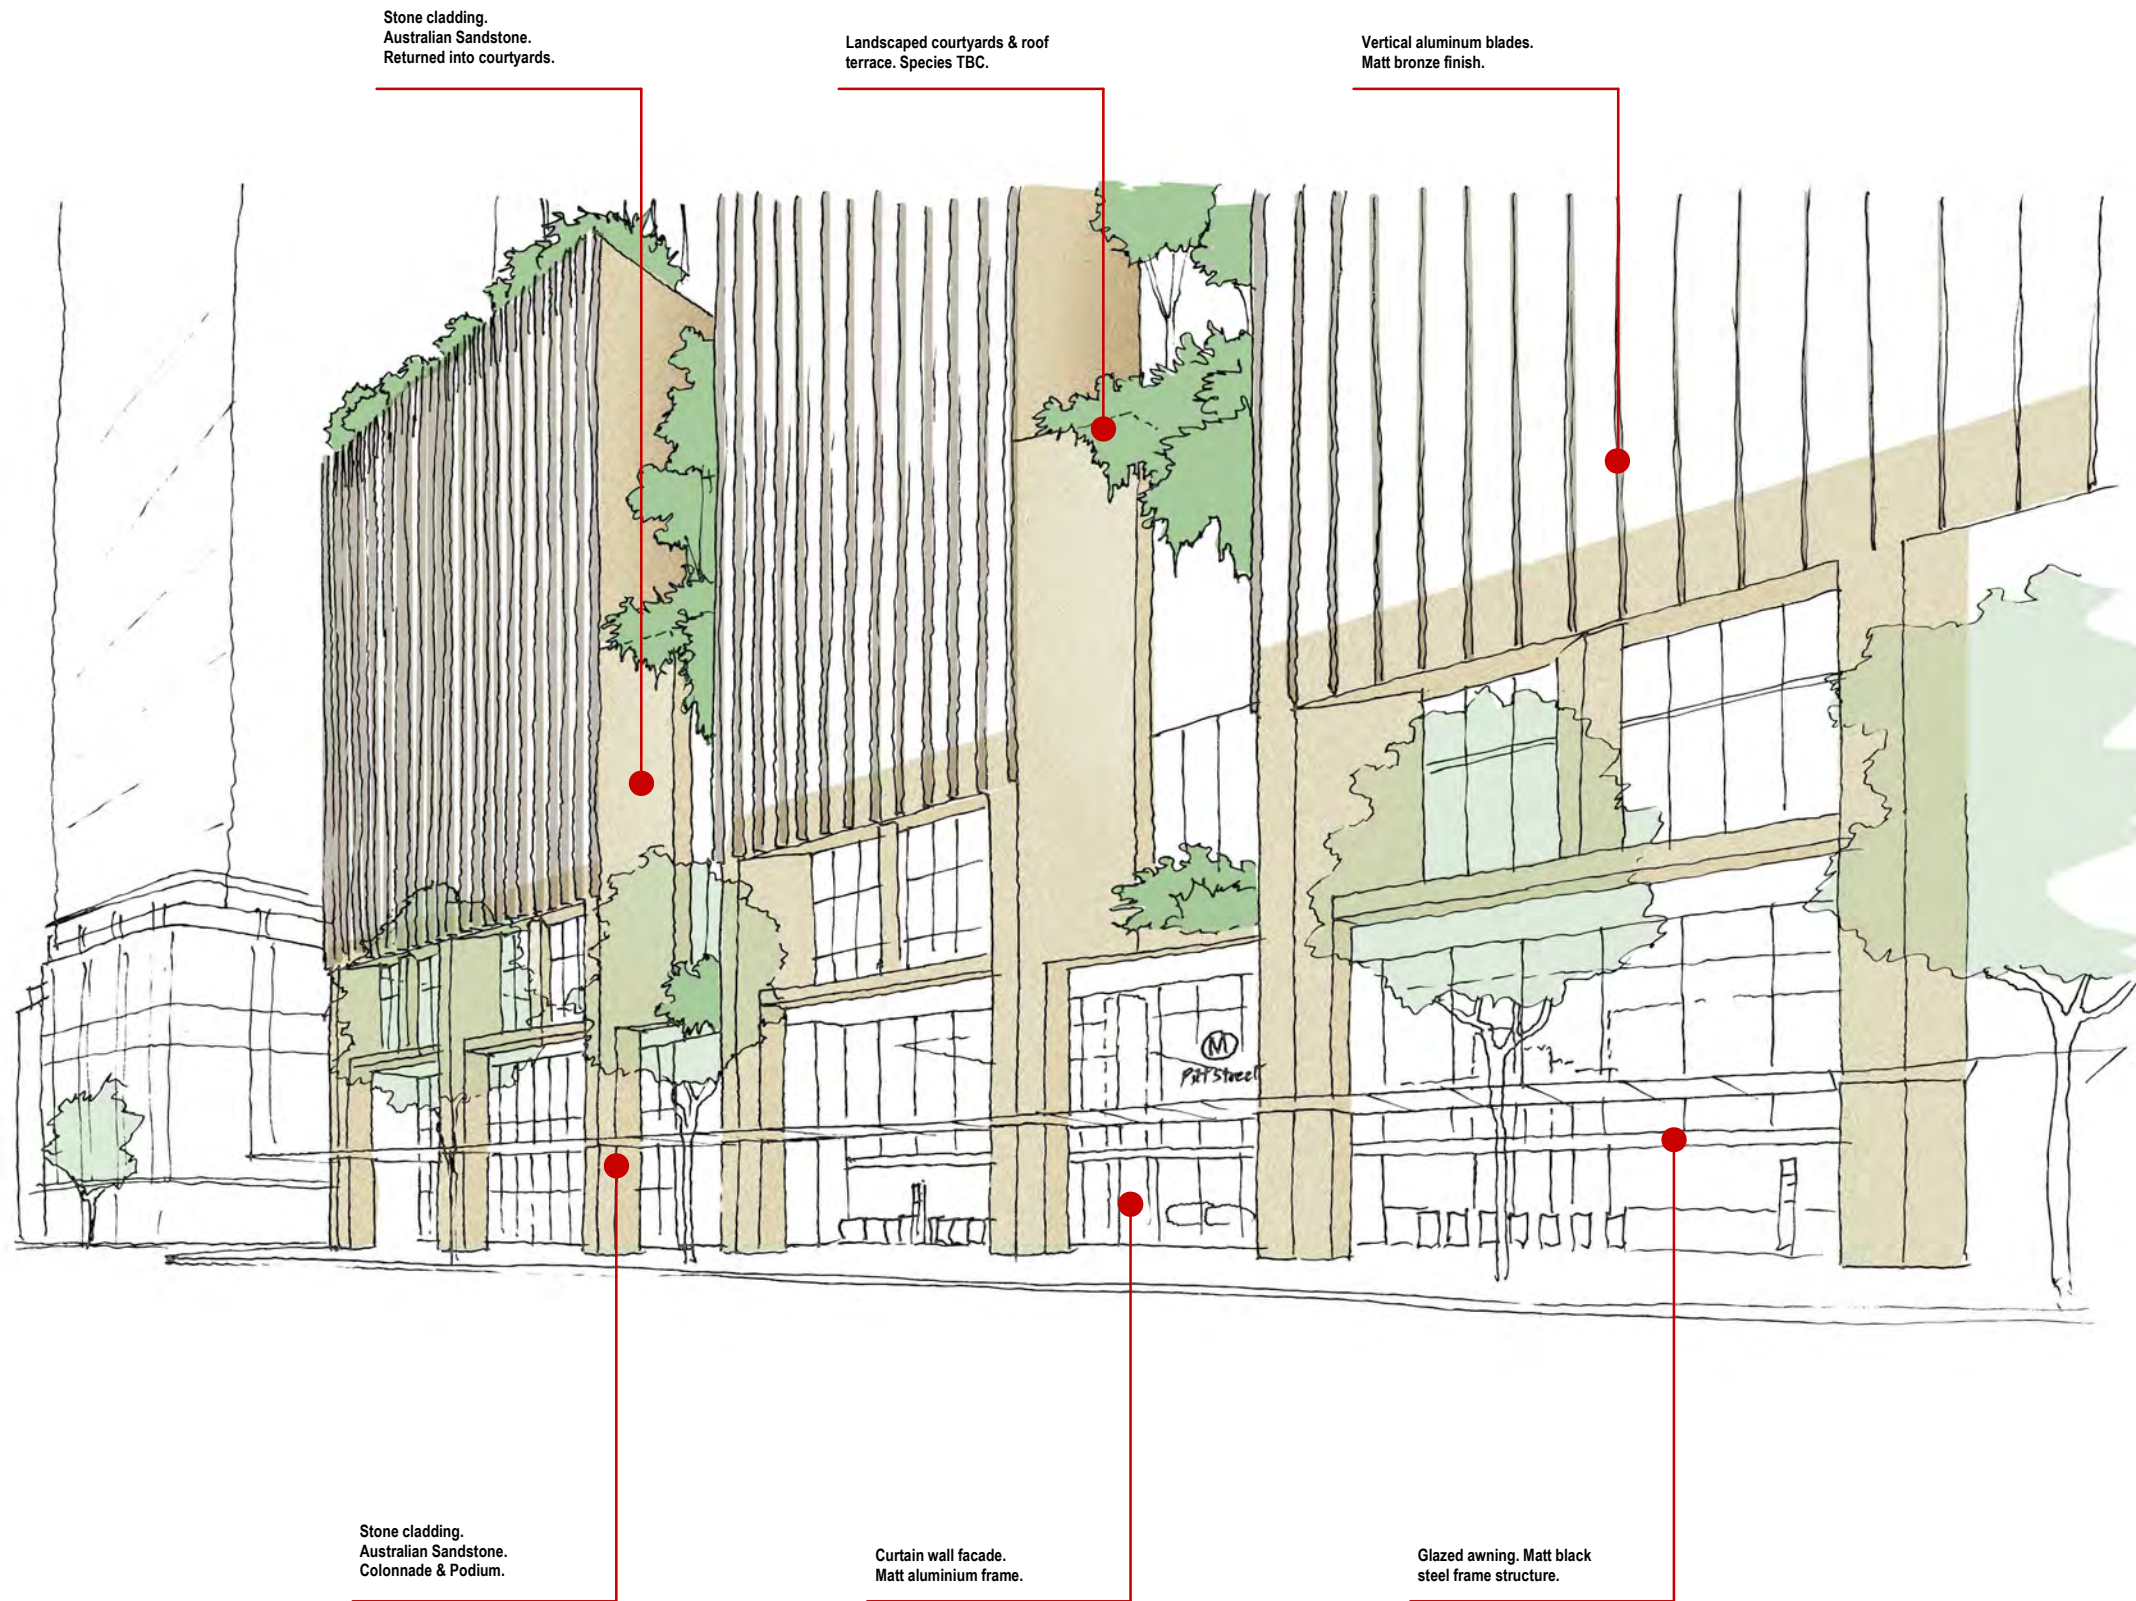 Stone cladding.
Australian Sandstone.
Returned into courtyards.
Landscaped courtyards & roof
terrace. Species TBC.
Vertical aluminum blades.
Matt bronze finish.
M
Pitt Street
Stone cladding.
Australian Sandstone.
Colonnade & Podium.
Curtain wall facade.
Matt aluminium frame.
Glazed awning. Matt black
steel frame structure.